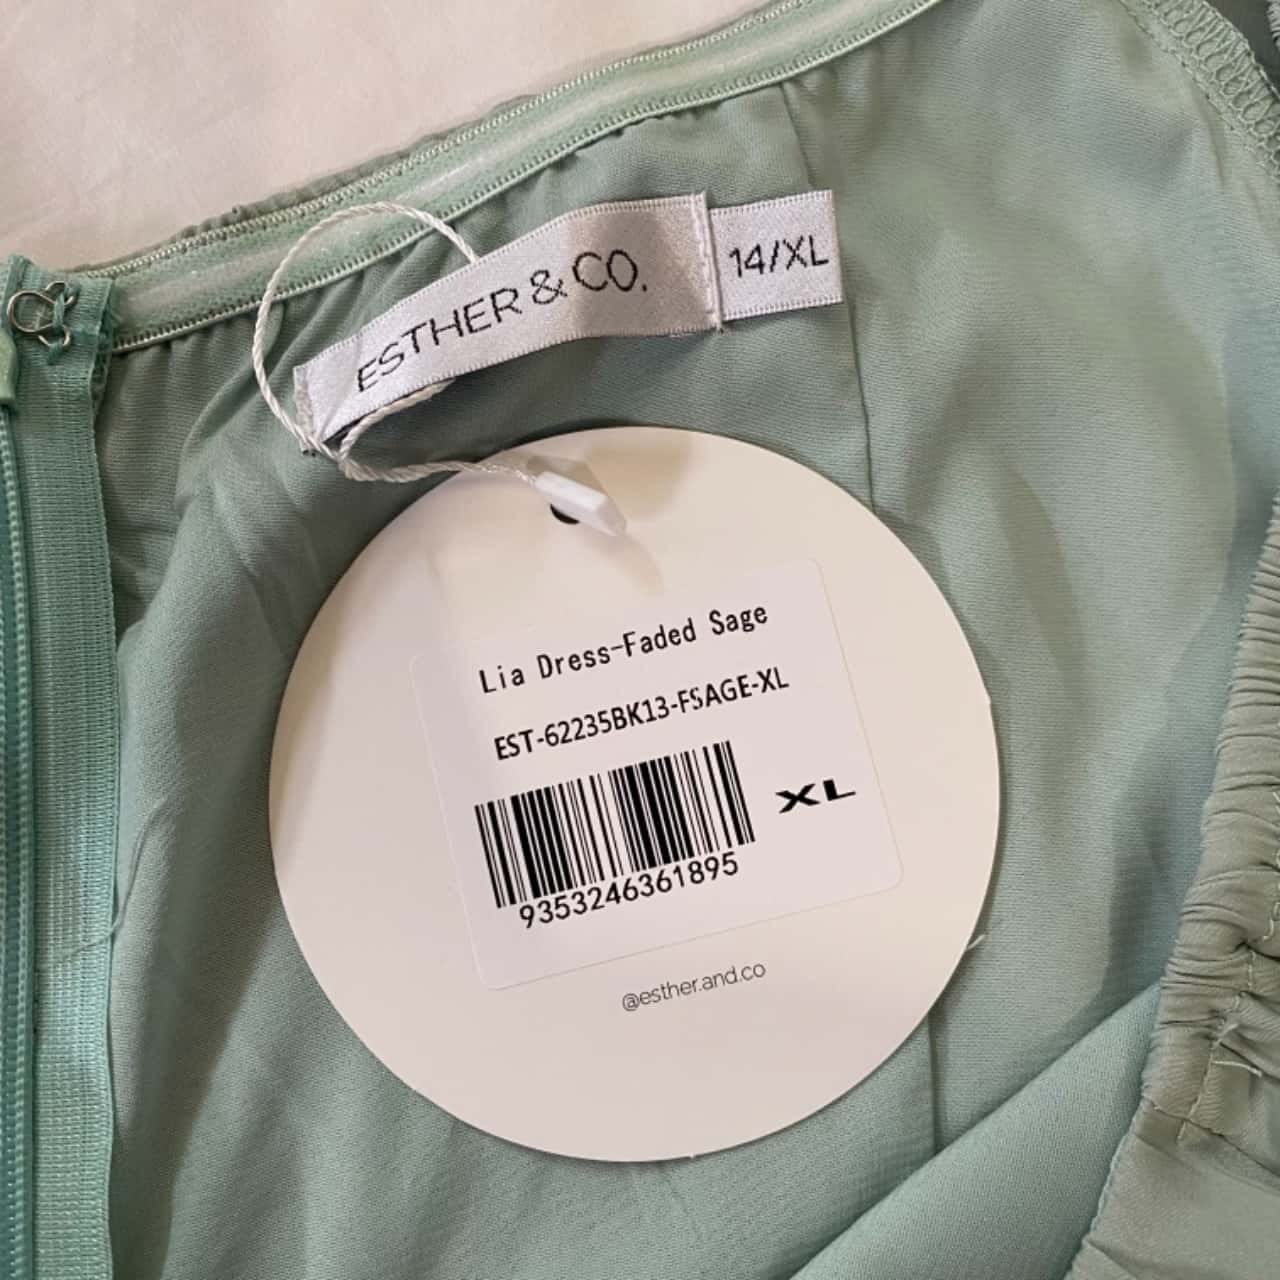 ESTHER & CO.
14/XL
Lia Dress-Faded Sage
EST-62235BK13-FSAGE-XL
XL
9353246361895
@esther.and.co